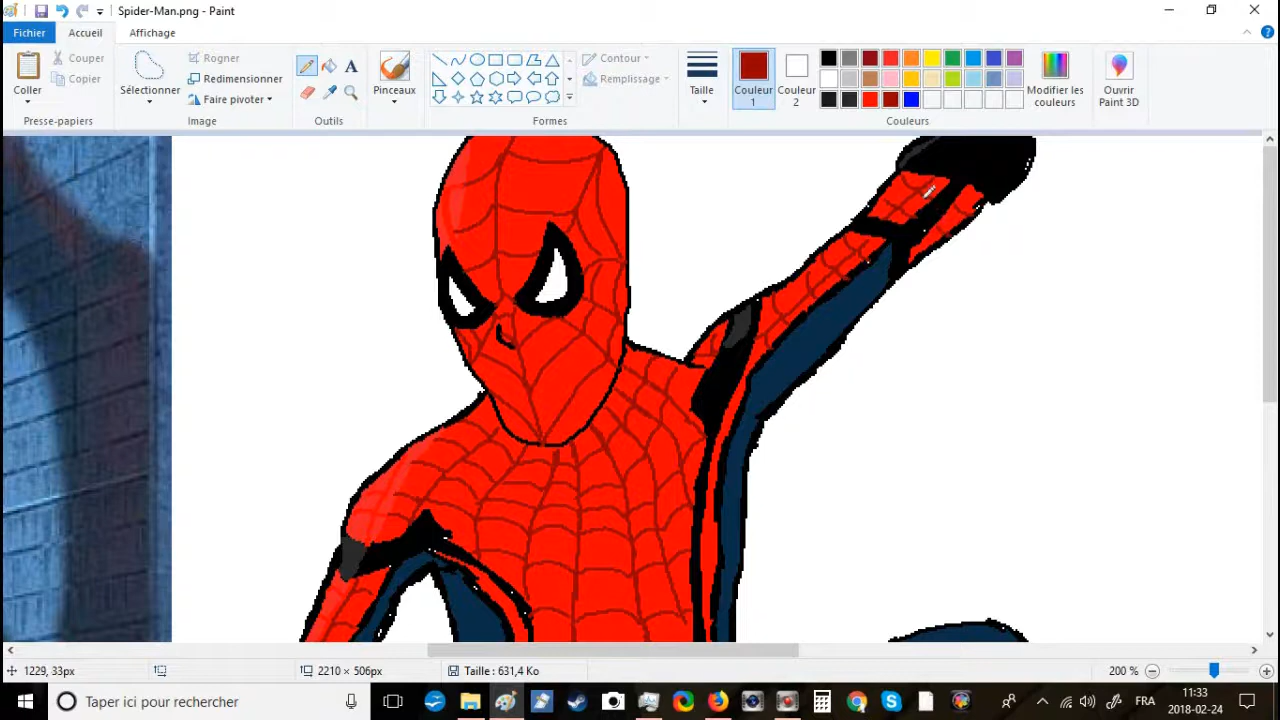 Spider-Man.png - Paint
Fichier Accueil Affichage
Coller
Couper
Copier
Presse-papiers
Sélectionner
Rogner
Redimensionner
Faire pivoter
Image
A
Outils
Pinceaux
Contour
Remplissage
Formes
Taille
Couleur 1
Couleur 2
Modifier les couleurs
Couleurs
Ouvrir Paint 3D
1229, 33px
2210 × 506px
Taille : 631,4 Ko
200 %
Taper ici pour rechercher
FRA
11:33
2018-02-24